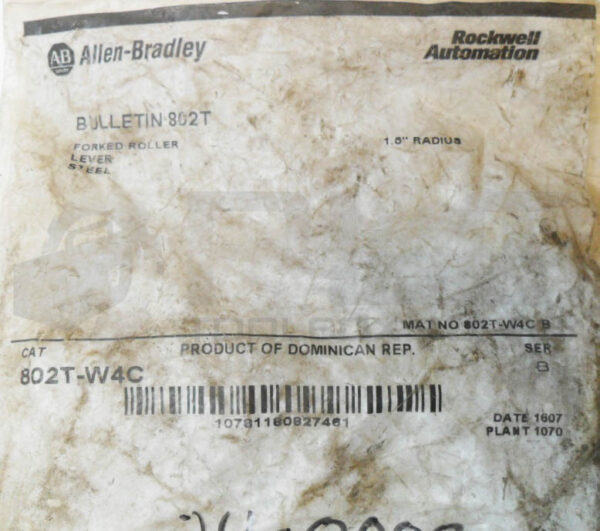 AB Allen-Bradley
Rockwell Automation
BULLETIN 802T
FORKED ROLLER
LEVER
STEEL
1.5" RADIUS
MAT NO 802T-W4C B
CAT
PRODUCT OF DOMINICAN REP.
SER
802T-W4C
B
DATE 1607
PLANT 1070